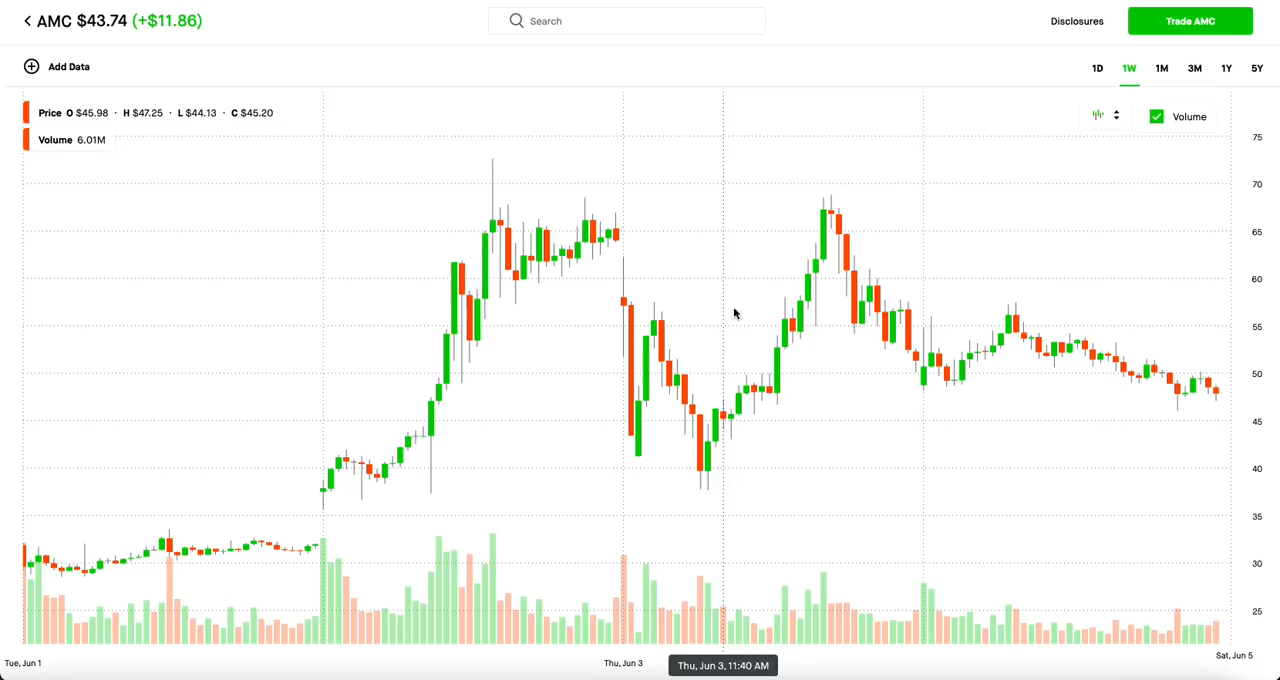 AMC $43.74 (+$11.86)
Search
Disclosures
Trade AMC
Add Data
1D 1W 1M 3M 1Y 5Y
Price O $45.98 · H $47.25 · L $44.13 · C $45.20
Volume
Volume 6.01M
75
70
65
60
55
50
45
40
35
30
25
Tue, Jun 1
Thu, Jun 3
Thu, Jun 3, 11:40 AM
Sat, Jun 5